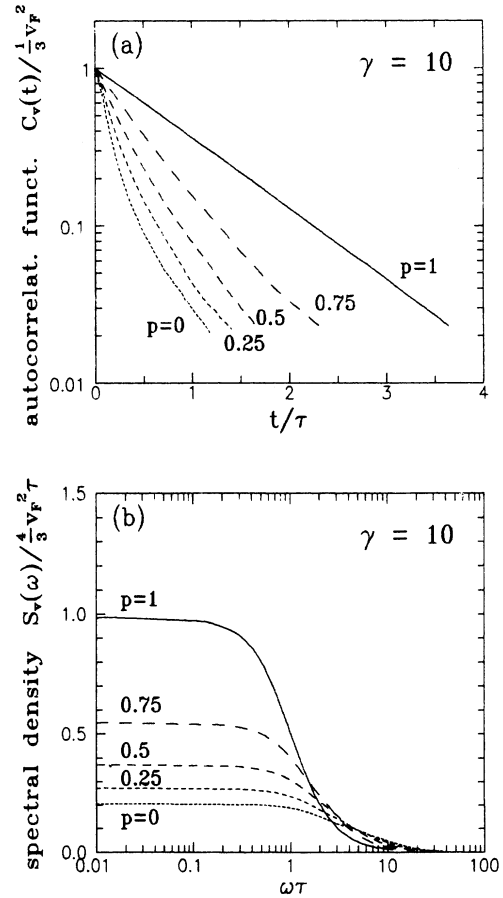 (a)
γ = 10
autocorrelat. funct. C_v(t)/⅓v_F²
1
0.1
0.01
p=1
0.75
0.5
0.25
p=0
0 1 2 3 4
t/τ
(b)
γ = 10
spectral density S_v(ω)/⁴⁄₃v_F²τ
1.5
1.0
0.5
0.0
p=1
0.75
0.5
0.25
p=0
0.01 0.1 1 10 100
ωτ